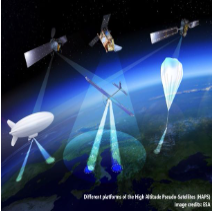 Different platforms of the High Altitude Pseudo-Satellites (HAPS)
image credits: ESA